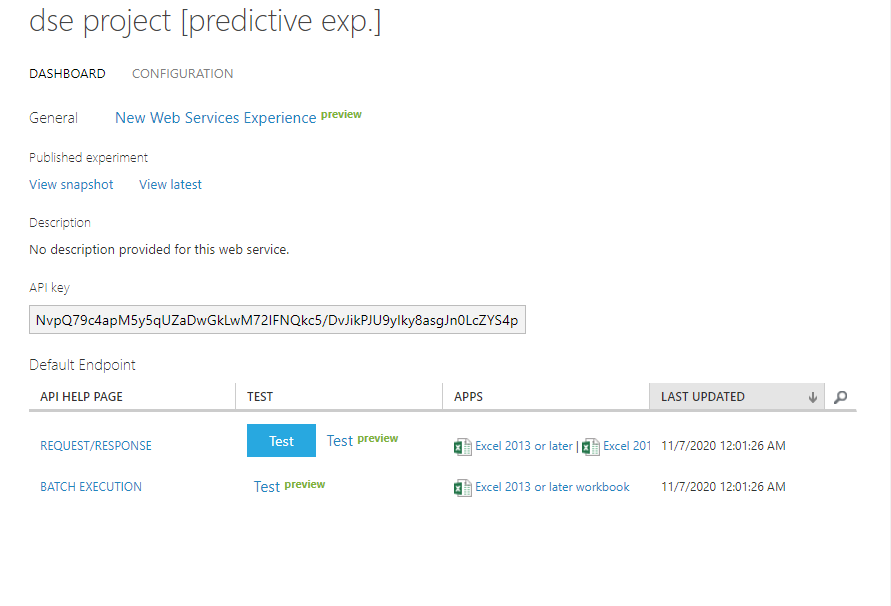 dse project [predictive exp.]
DASHBOARD CONFIGURATION
General New Web Services Experience preview
Published experiment
View snapshot View latest
Description
No description provided for this web service.
API key
Default Endpoint
API HELP PAGE TEST APPS LAST UPDATED
REQUEST/RESPONSE Test Test preview Excel 2013 or later | Excel 201 11/7/2020 12:01:26 AM
BATCH EXECUTION Test preview Excel 2013 or later workbook 11/7/2020 12:01:26 AM